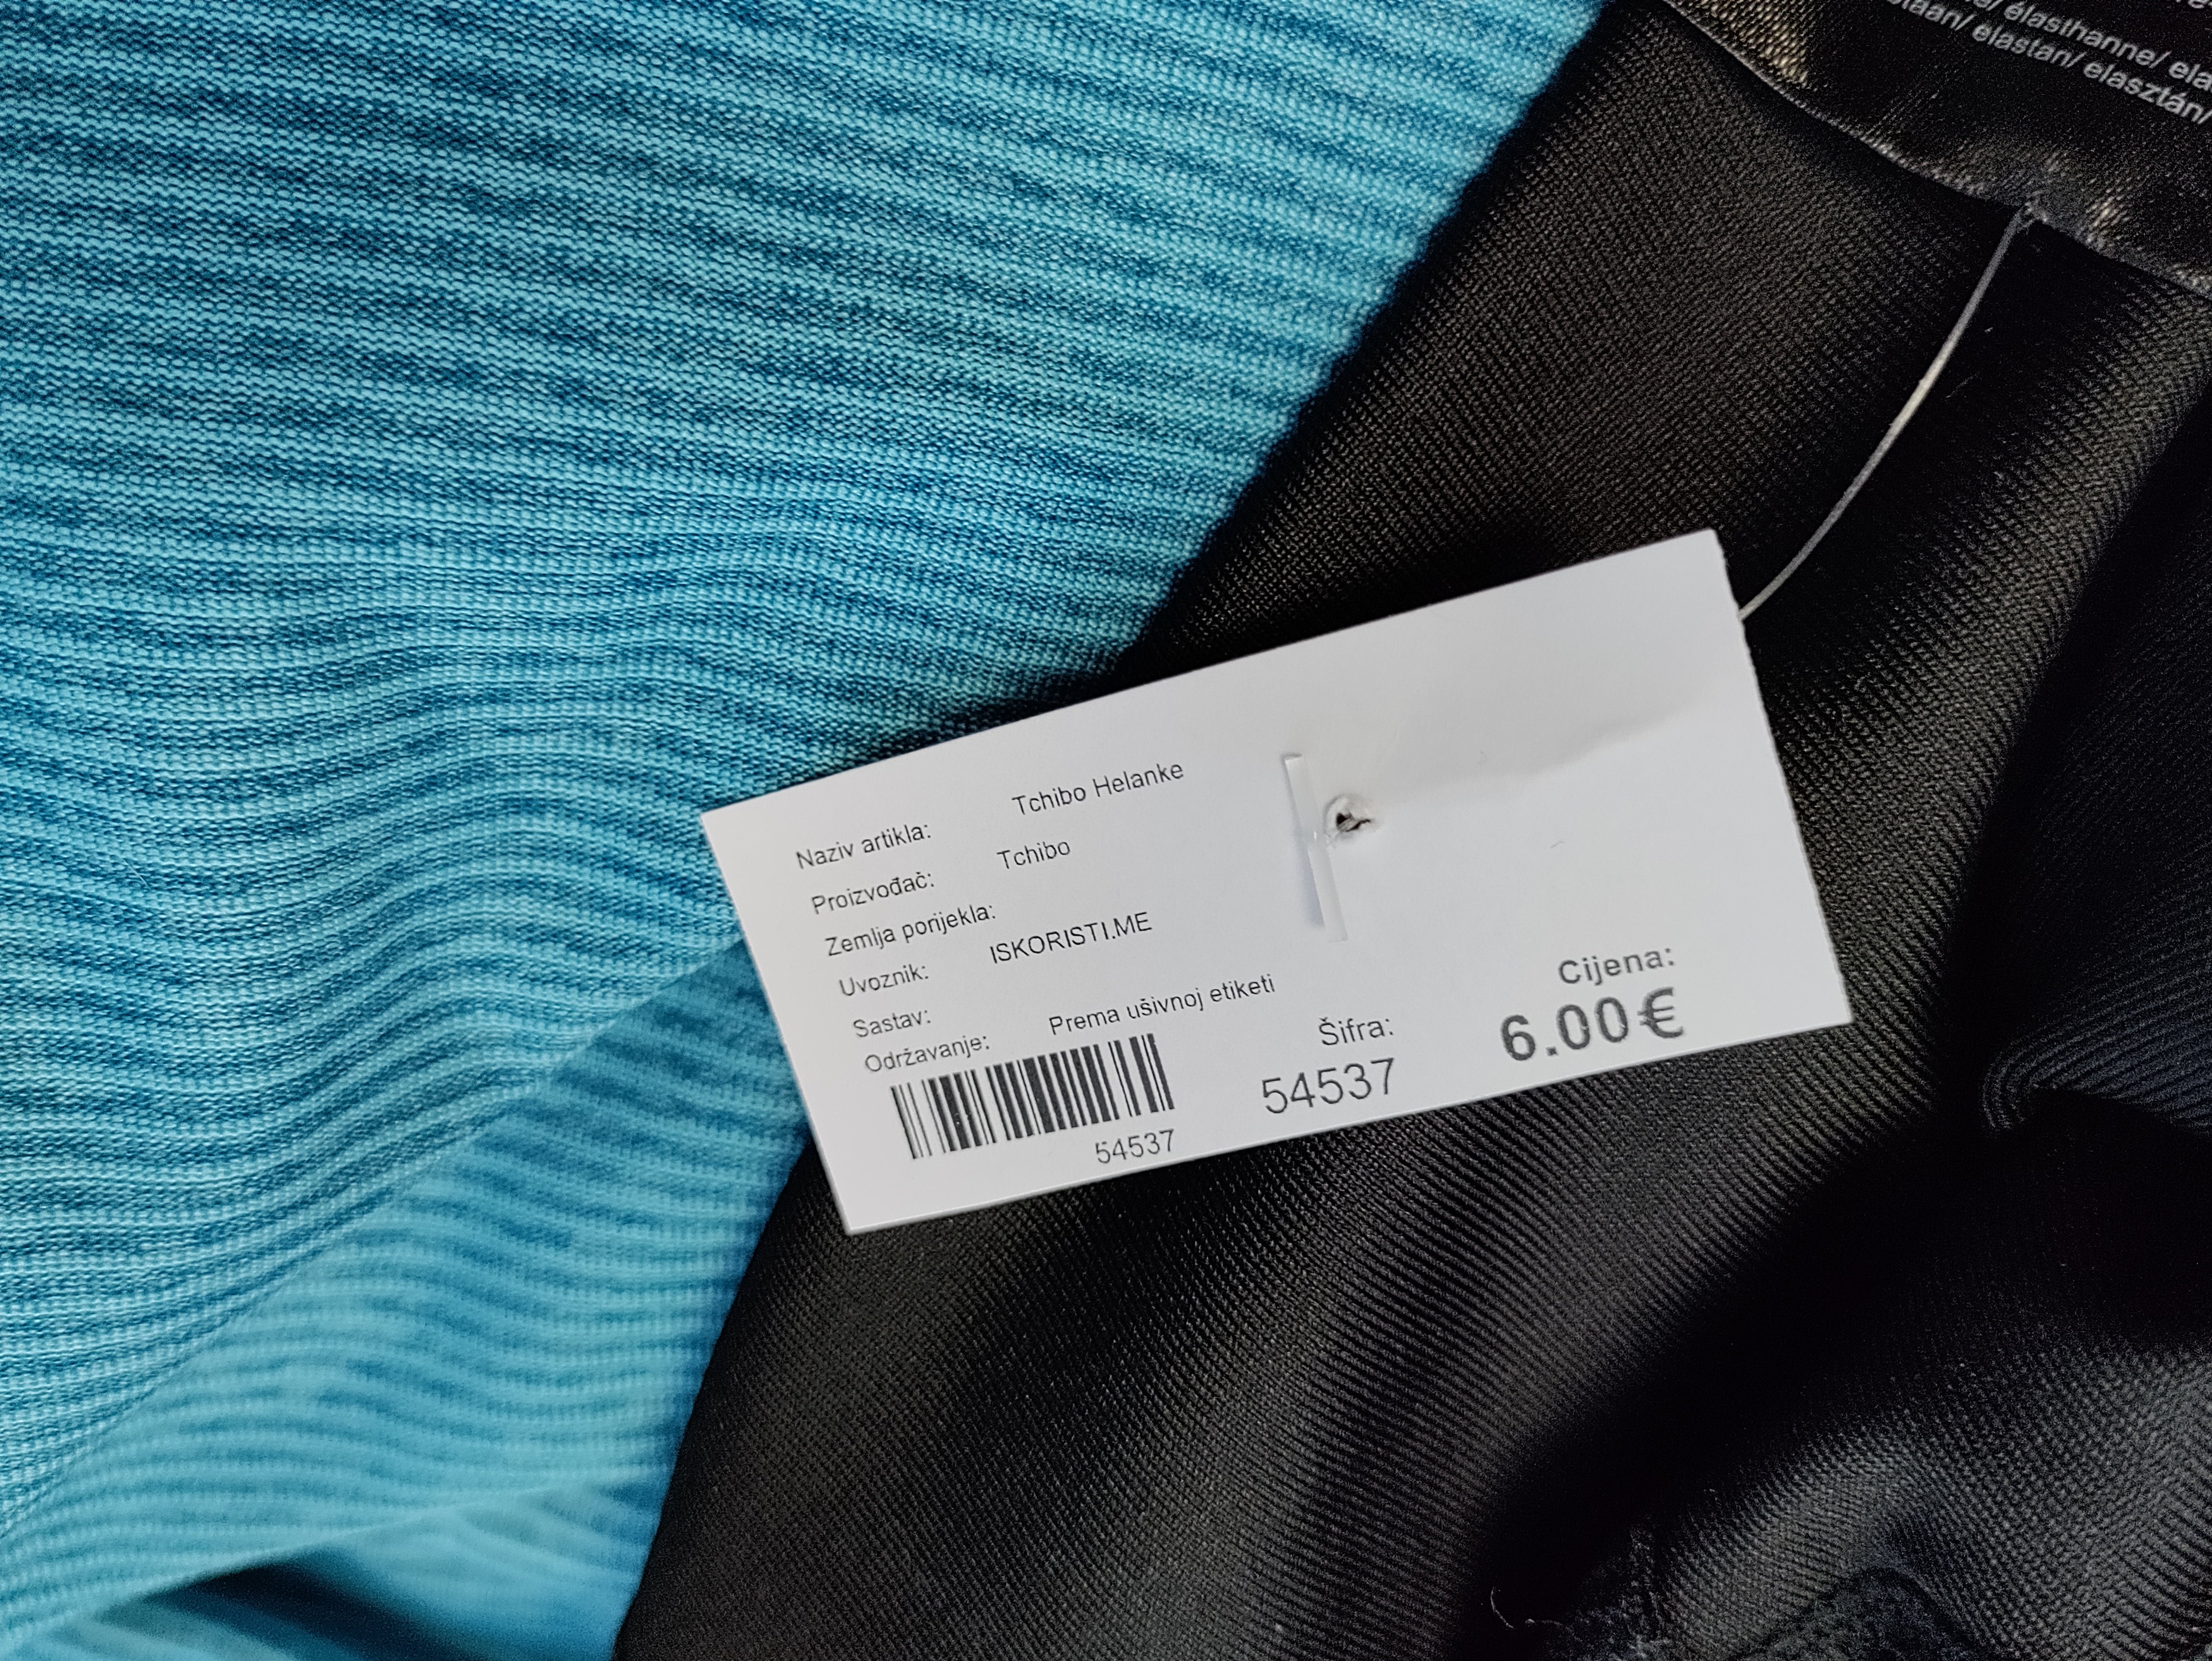 élasthanne/
elastan/ elasztán/
Naziv artikla: Tchibo Helanke
Proizvođač: Tchibo
Zemlja porijekla:
Uvoznik: ISKORISTI.ME
Sastav:
Održavanje: Prema ušivnoj etiketi
54537
Šifra:
54537
Cijena:
6.00€